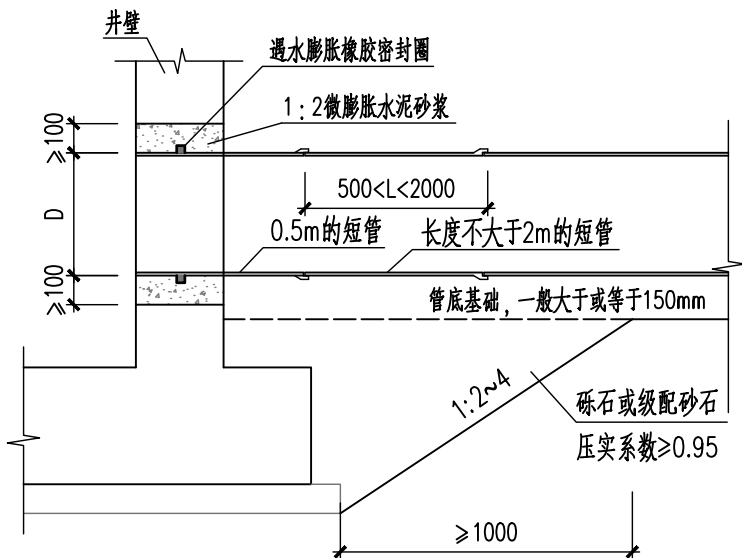 井壁
遇水膨胀橡胶密封圈
1：2微膨胀水泥砂浆
≥100
D
≥100
500<L<2000
0.5m的短管
长度不大于2m的短管
管底基础，一般大于或等于150mm
1:2~4
砾石或级配砂石
压实系数≥0.95
≥1000